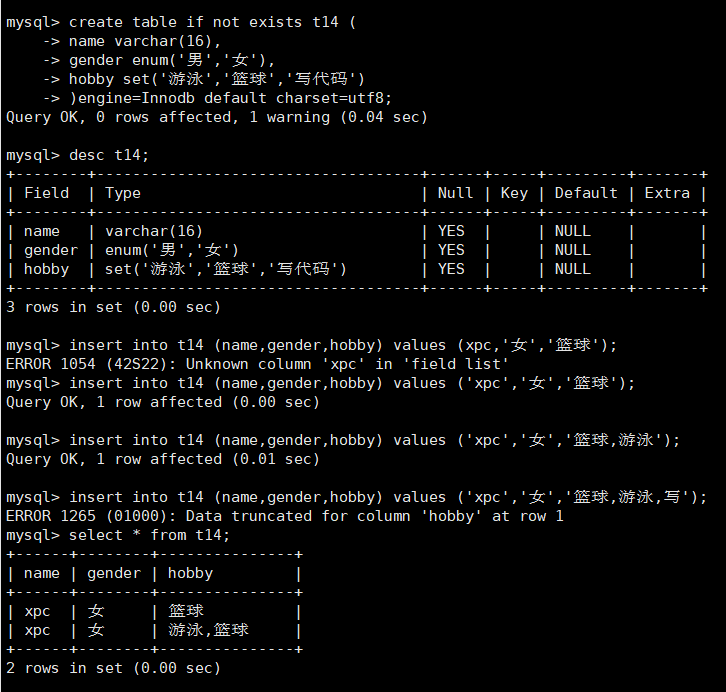 mysql> create table if not exists t14 (
    -> name varchar(16),
    -> gender enum('男','女'),
    -> hobby set('游泳','篮球','写代码')
    -> )engine=Innodb default charset=utf8;
Query OK, 0 rows affected, 1 warning (0.04 sec)
mysql> desc t14;
+--------+-----------------------------------+------+-----+---------+-------+
| Field  | Type                              | Null | Key | Default | Extra |
+--------+-----------------------------------+------+-----+---------+-------+
| name   | varchar(16)                       | YES  |     | NULL    |       |
| gender | enum('男','女')                   | YES  |     | NULL    |       |
| hobby  | set('游泳','篮球','写代码')       | YES  |     | NULL    |       |
+--------+-----------------------------------+------+-----+---------+-------+
3 rows in set (0.00 sec)
mysql> insert into t14 (name,gender,hobby) values (xpc,'女','篮球');
ERROR 1054 (42S22): Unknown column 'xpc' in 'field list'
mysql> insert into t14 (name,gender,hobby) values ('xpc','女','篮球');
Query OK, 1 row affected (0.00 sec)
mysql> insert into t14 (name,gender,hobby) values ('xpc','女','篮球,游泳');
Query OK, 1 row affected (0.01 sec)
mysql> insert into t14 (name,gender,hobby) values ('xpc','女','篮球,游泳,写');
ERROR 1265 (01000): Data truncated for column 'hobby' at row 1
mysql> select * from t14;
+------+--------+---------------+
| name | gender | hobby         |
+------+--------+---------------+
| xpc  | 女     | 篮球          |
| xpc  | 女     | 游泳,篮球     |
+------+--------+---------------+
2 rows in set (0.00 sec)